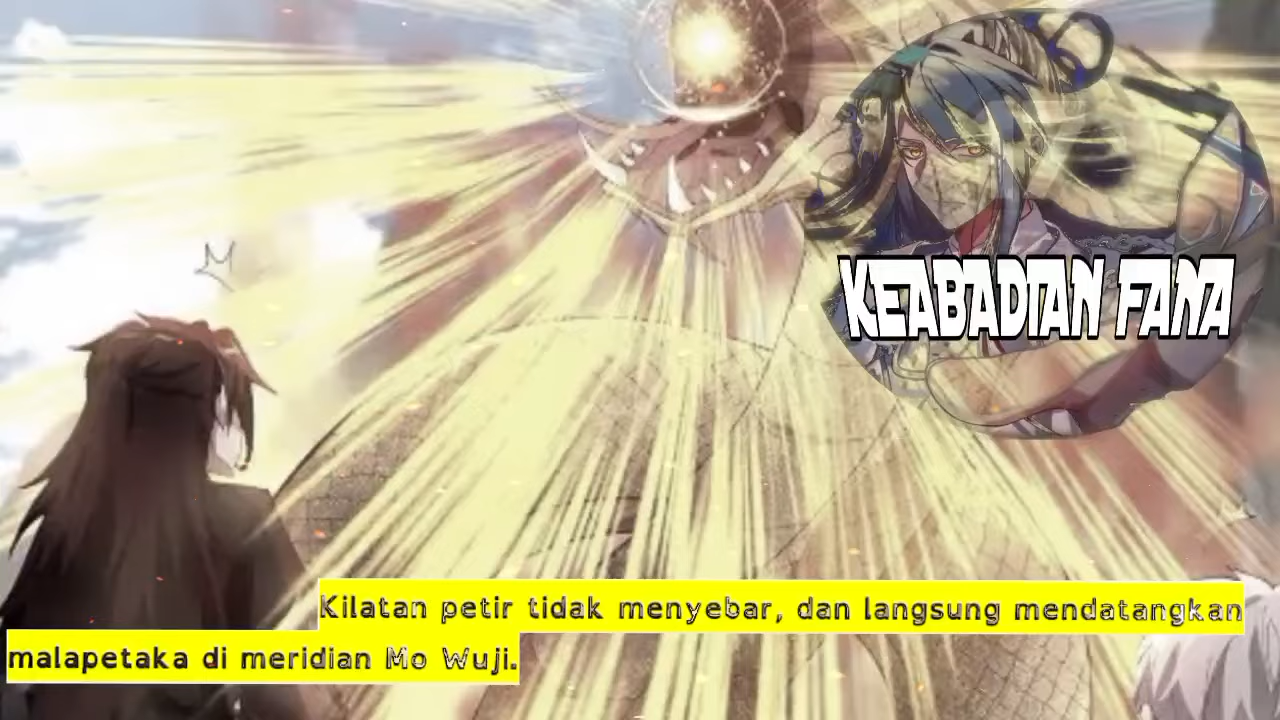 KEABADIAN FANA
Kilatan petir tidak menyebar, dan langsung mendatangkan
malapetaka di meridian Mo Wuji.